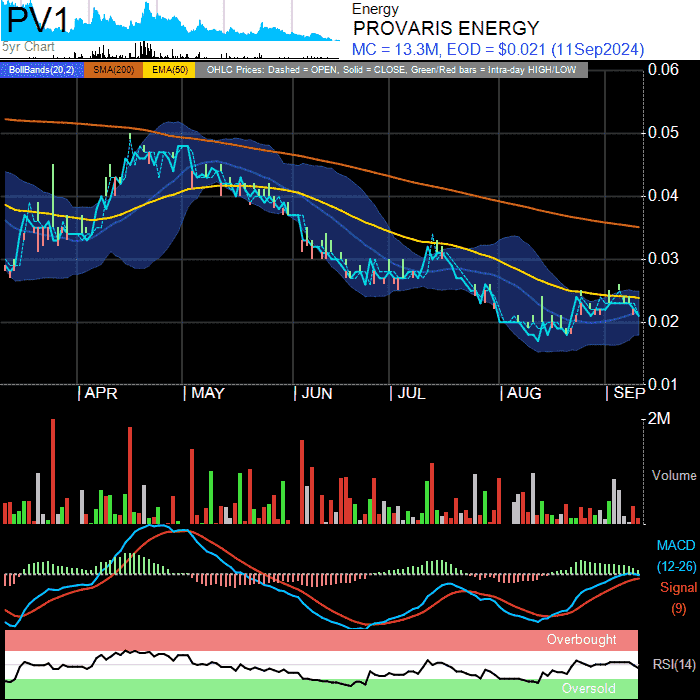 PV1
5yr Chart
Energy
PROVARIS ENERGY
MC = 13.3M, EOD = $0.021 (11Sep2024)
BollBands(20,2) SMA(200) EMA(50) OHLC Prices: Dashed = OPEN, Solid = CLOSE, Green/Red bars = Intra-day HIGH/LOW
0.06
0.05
0.04
0.03
0.02
0.01
APR MAY JUN JUL AUG SEP
2M
Volume
MACD
(12-26)
Signal
(9)
Overbought
RSI(14)
Oversold